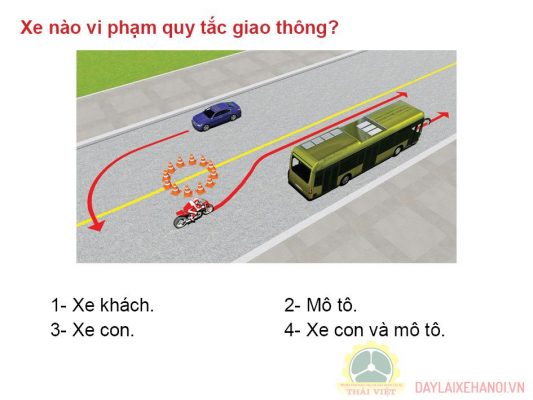 Xe nào vi phạm quy tắc giao thông?
1- Xe khách.
2- Mô tô.
3- Xe con.
4- Xe con và mô tô.
THÁI VIỆT
DAYLAIXEHANOI.VN